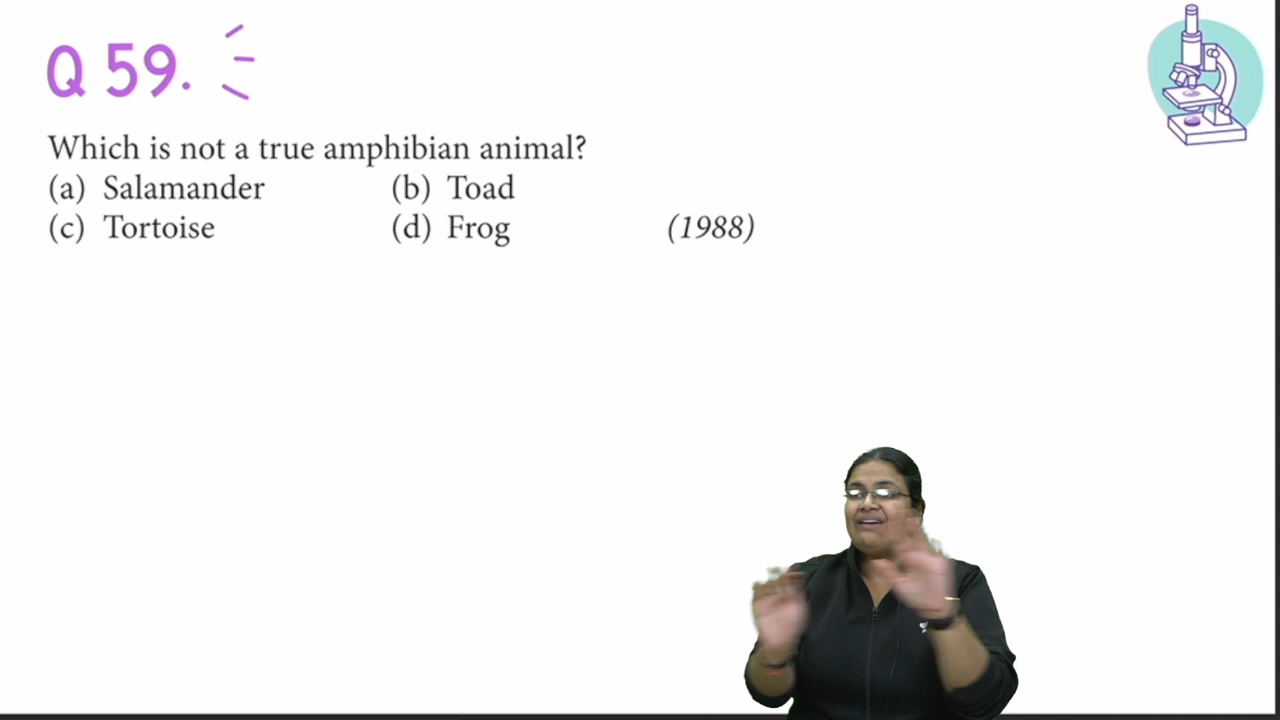 Q 59.
Which is not a true amphibian animal?
(a) Salamander (b) Toad
(c) Tortoise (d) Frog (1988)